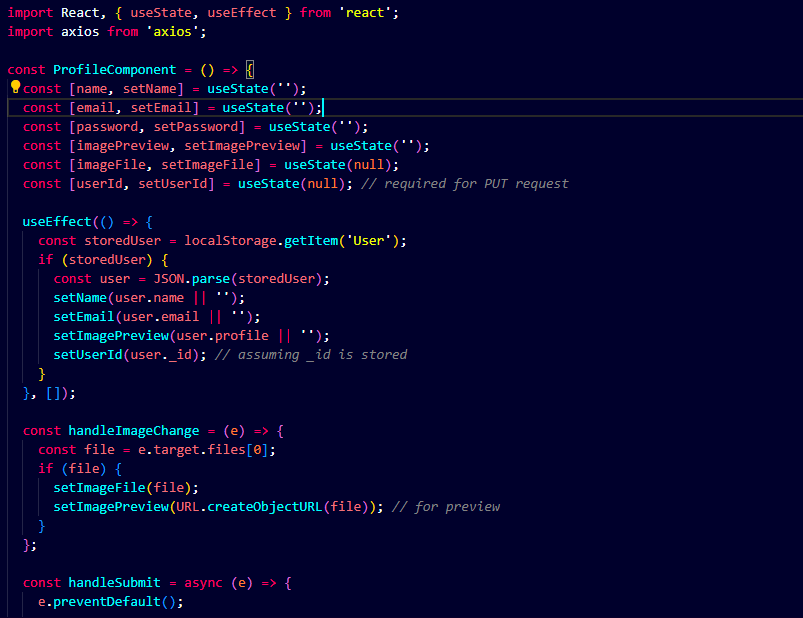 import React, { useState, useEffect } from 'react';
import axios from 'axios';
const ProfileComponent = () => {
const [name, setName] = useState('');
const [email, setEmail] = useState('');
const [password, setPassword] = useState('');
const [imagePreview, setImagePreview] = useState('');
const [imageFile, setImageFile] = useState(null);
const [userId, setUserId] = useState(null); // required for PUT request
useEffect(() => {
const storedUser = localStorage.getItem('User');
if (storedUser) {
const user = JSON.parse(storedUser);
setName(user.name || '');
setEmail(user.email || '');
setImagePreview(user.profile || '');
setUserId(user._id); // assuming _id is stored
}
}, []);
const handleImageChange = (e) => {
const file = e.target.files[0];
if (file) {
setImageFile(file);
setImagePreview(URL.createObjectURL(file)); // for preview
}
};
const handleSubmit = async (e) => {
e.preventDefault();